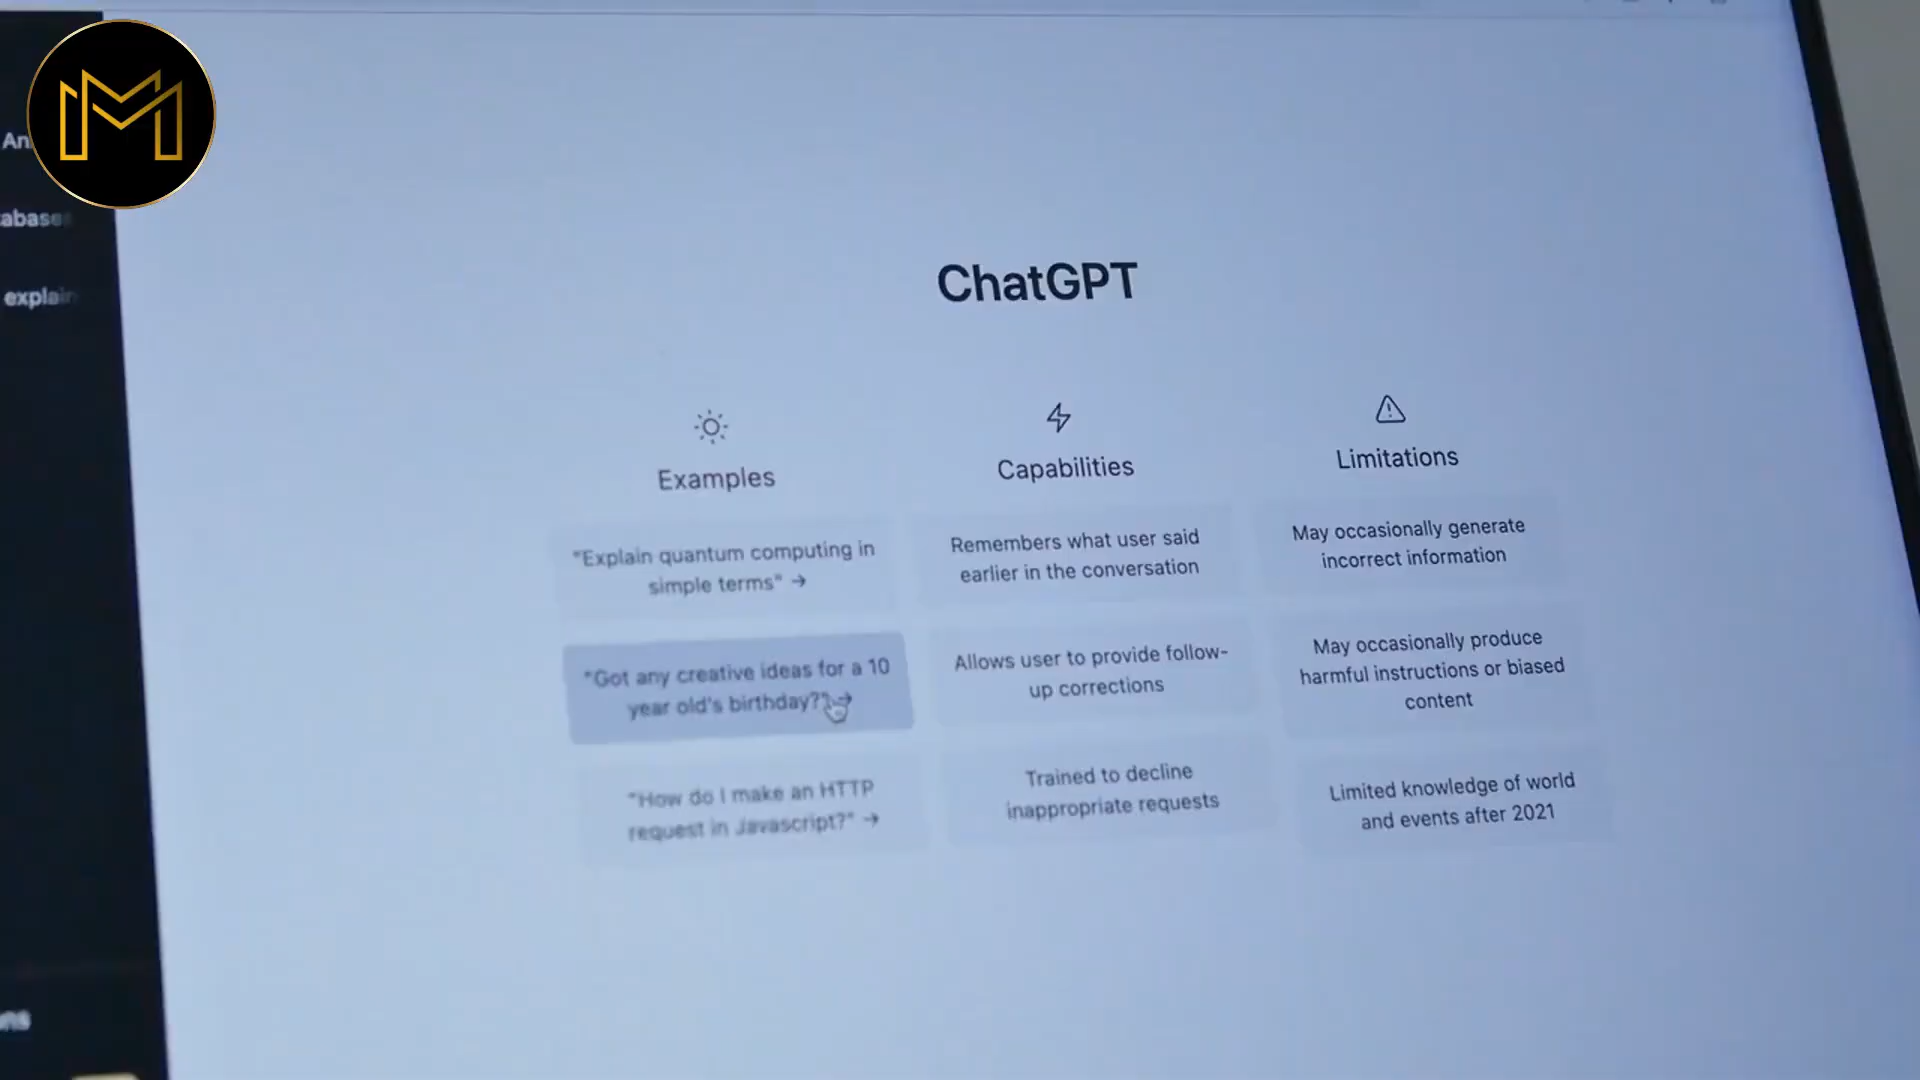 ChatGPT
Examples
"Explain quantum computing in
simple terms" →
"Got any creative ideas for a 10
year old's birthday?" →
"How do I make an HTTP
request in Javascript?" →
Capabilities
Remembers what user said
earlier in the conversation
Allows user to provide follow-
up corrections
Trained to decline
inappropriate requests
Limitations
May occasionally generate
incorrect information
May occasionally produce
harmful instructions or biased
content
Limited knowledge of world
and events after 2021
explain